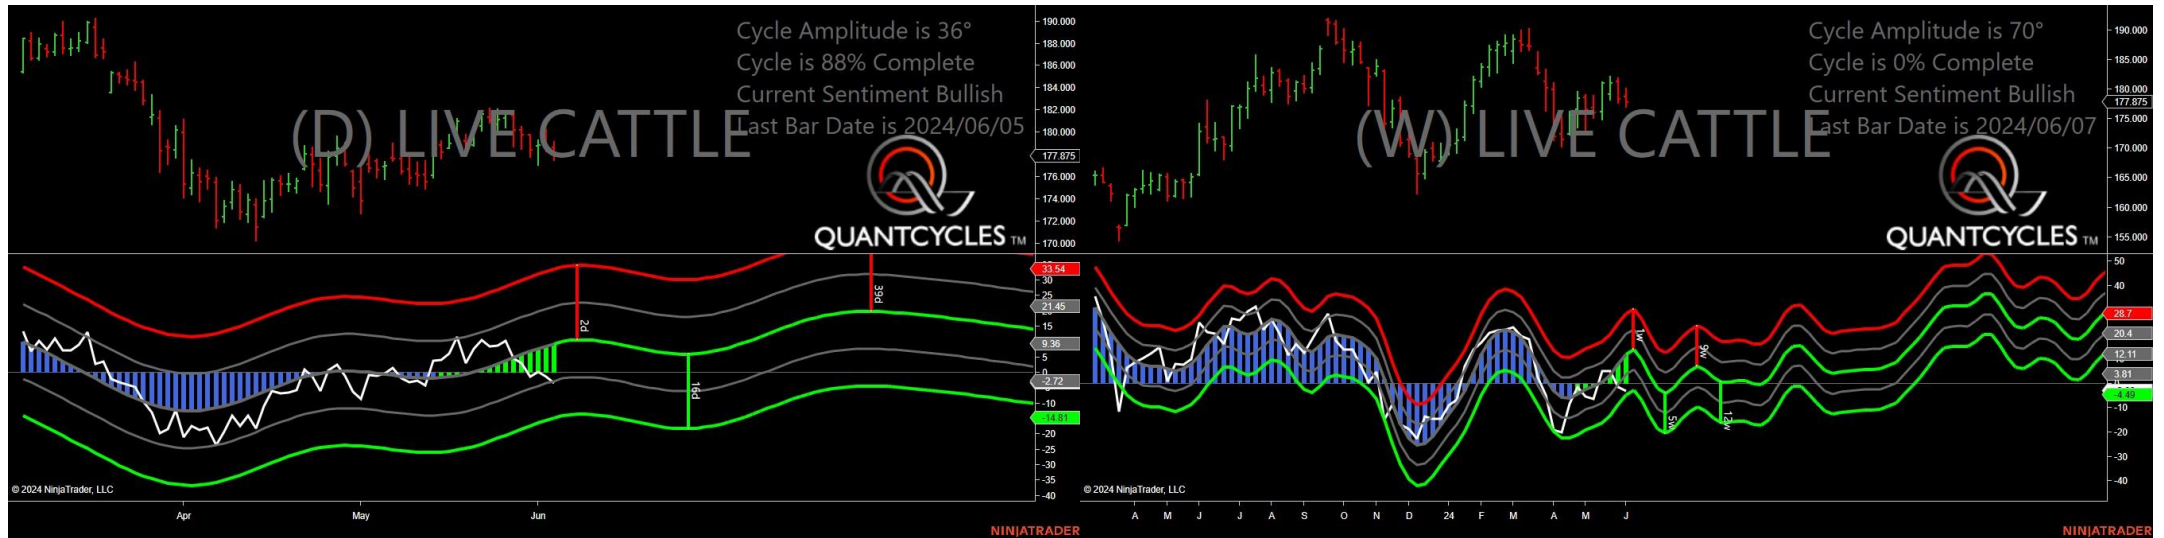 Cycle Amplitude is 36°
Cycle is 88% Complete
Current Sentiment Bullish
Last Bar Date is 2024/06/05
(D) LIVE CATTLE
QUANTCYCLES TM
190.000
188.000
186.000
184.000
182.000
180.000
177.875
176.000
174.000
172.000
170.000
33.54
30
25
21.45
15
9.36
5
0
-2.72
-10
-14.81
-20
-25
-30
-35
-40
2d
16d
39d
© 2024 NinjaTrader, LLC
Apr May Jun
NINJATRADER
Cycle Amplitude is 70°
Cycle is 0% Complete
Current Sentiment Bullish
Last Bar Date is 2024/06/07
(W) LIVE CATTLE
QUANTCYCLES TM
190.000
185.000
180.000
177.875
175.000
170.000
165.000
160.000
155.000
50
40
28.7
20.4
12.11
3.81
-4.49
-10
-20
-30
-40
1w
5w
9w
12w
© 2024 NinjaTrader, LLC
A M J J A S O N D 24 F M A M J
NINJATRADER